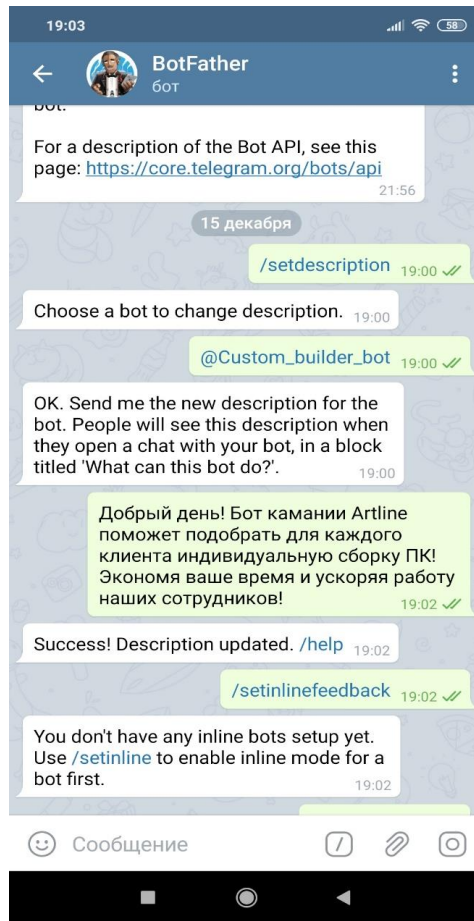 19:03
58
BotFather
бот
bot.
For a description of the Bot API, see this
page: https://core.telegram.org/bots/api
21:56
15 декабря
/setdescription 19:00
Choose a bot to change description. 19:00
@Custom_builder_bot 19:00
OK. Send me the new description for the
bot. People will see this description when
they open a chat with your bot, in a block
titled 'What can this bot do?'. 19:00
Добрый день! Бот камании Artline
поможет подобрать для каждого
клиента индивидуальную сборку ПК!
Экономя ваше время и ускоряя работу
наших сотрудников! 19:02
Success! Description updated. /help 19:02
/setinlinefeedback 19:02
You don't have any inline bots setup yet.
Use /setinline to enable inline mode for a
bot first. 19:02
Сообщение